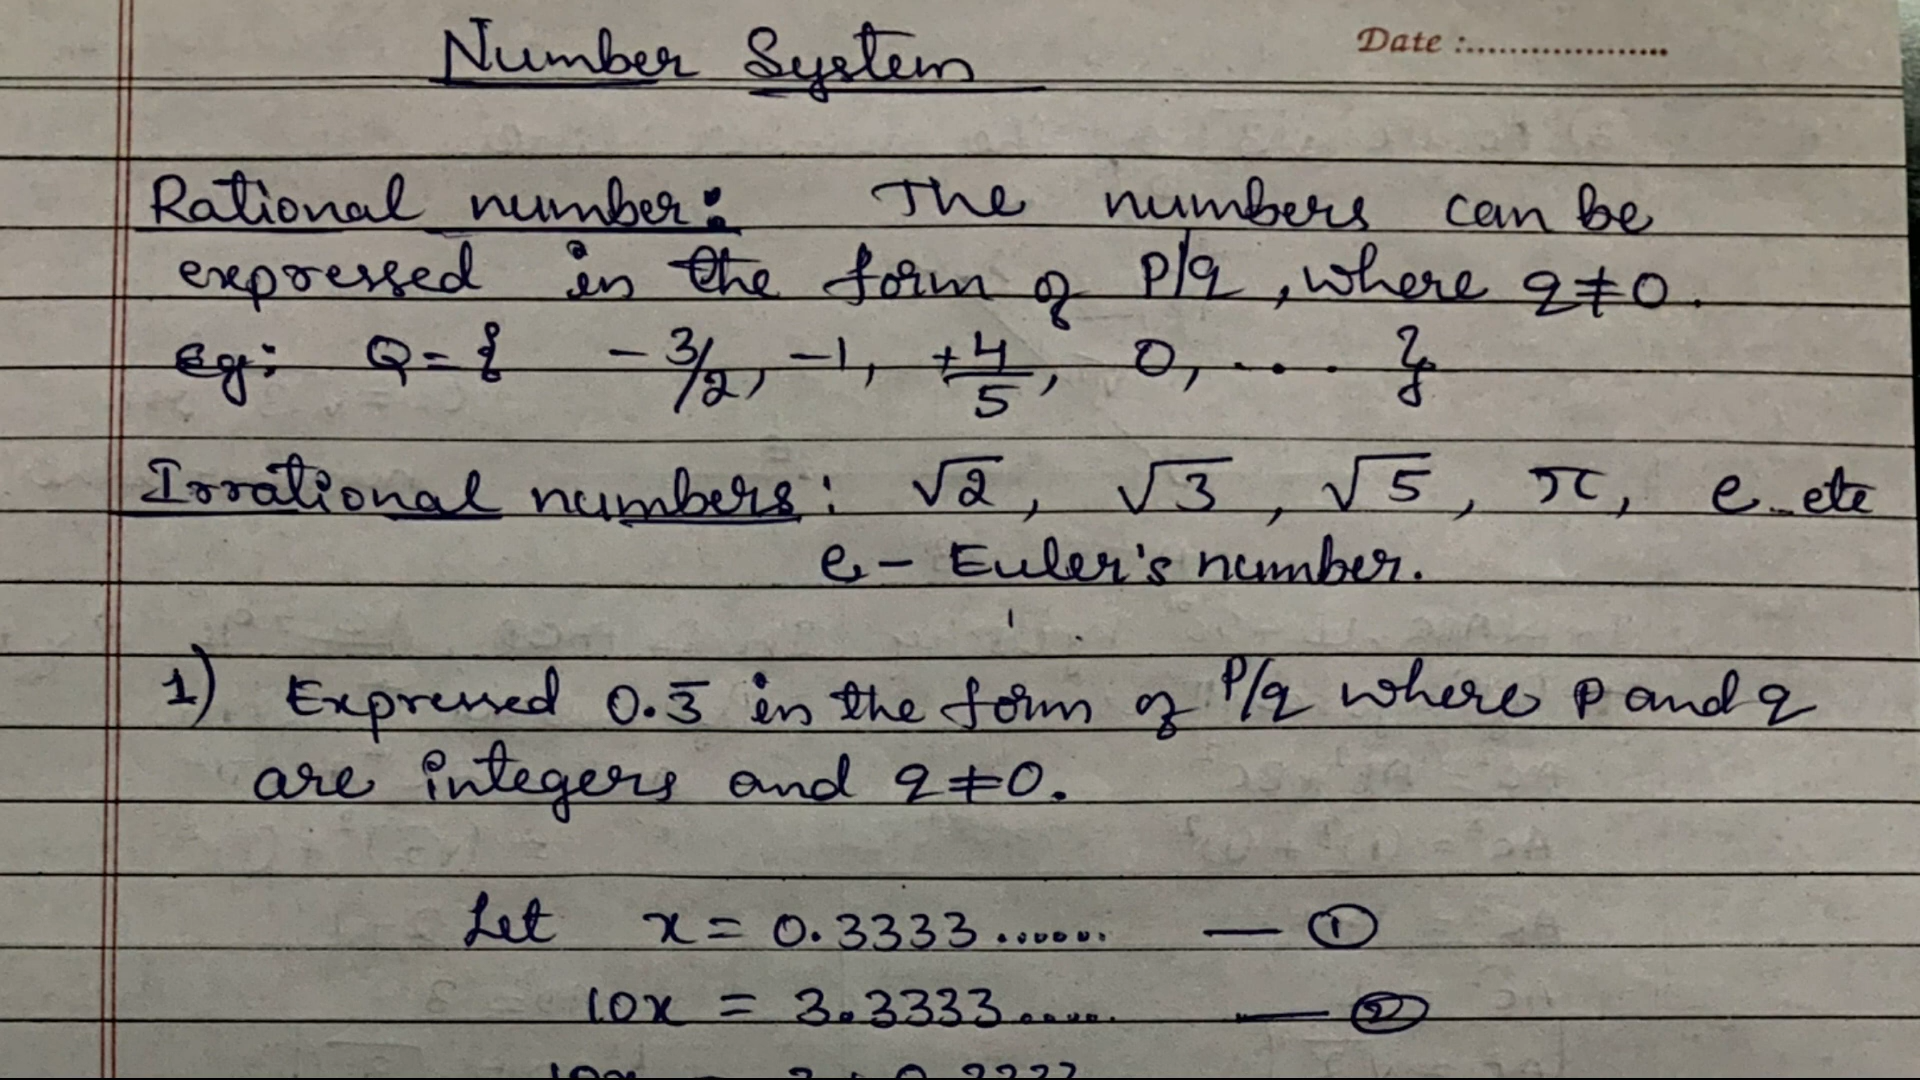 Number System
Date :....................
Rational number: The numbers can be
expressed in the form of p/q, where q≠0.
eg: Q = { -3/2, -1, +4/5, 0, .... }
Irrational numbers: √2, √3, √5, π, e etc
e - Euler's number.
1) Expressed 0.3̅ in the form of P/q where p and q
are integers and q≠0.
Let x = 0.3333...... — ①
10x = 3.3333..... — ②